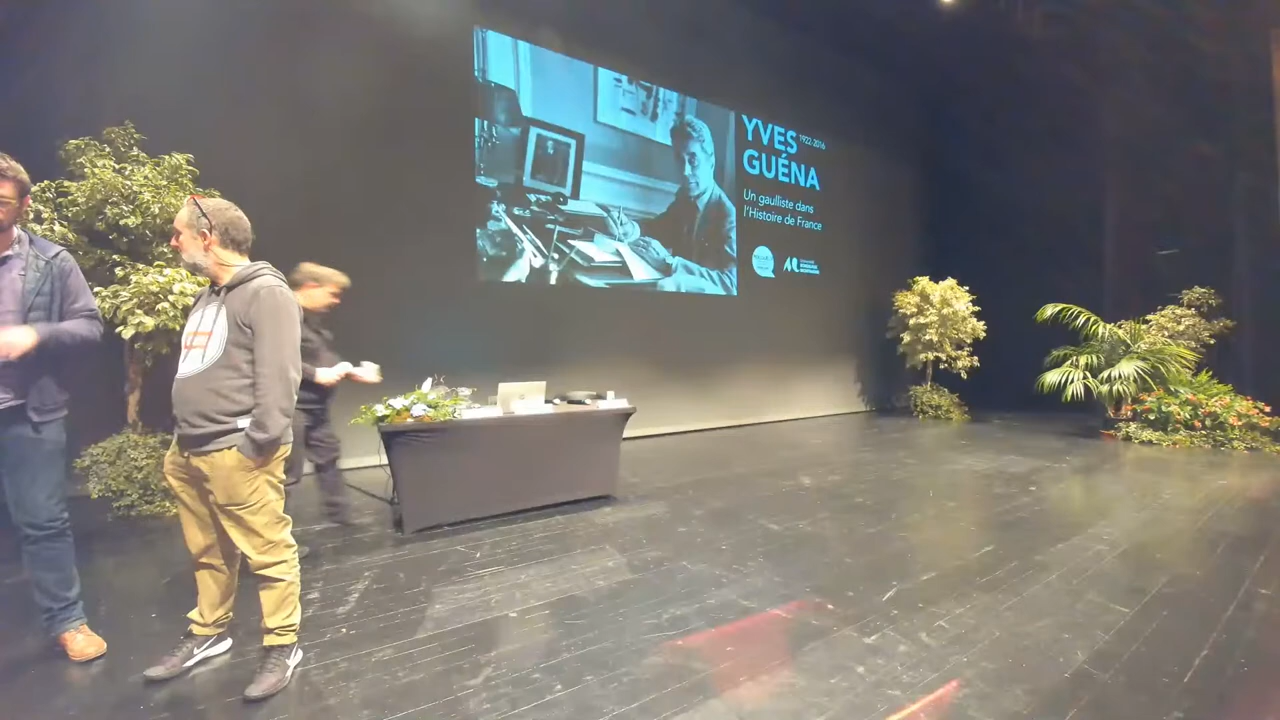 YVES 1922-2016
GUÉNA
Un gaulliste dans
l'Histoire de France